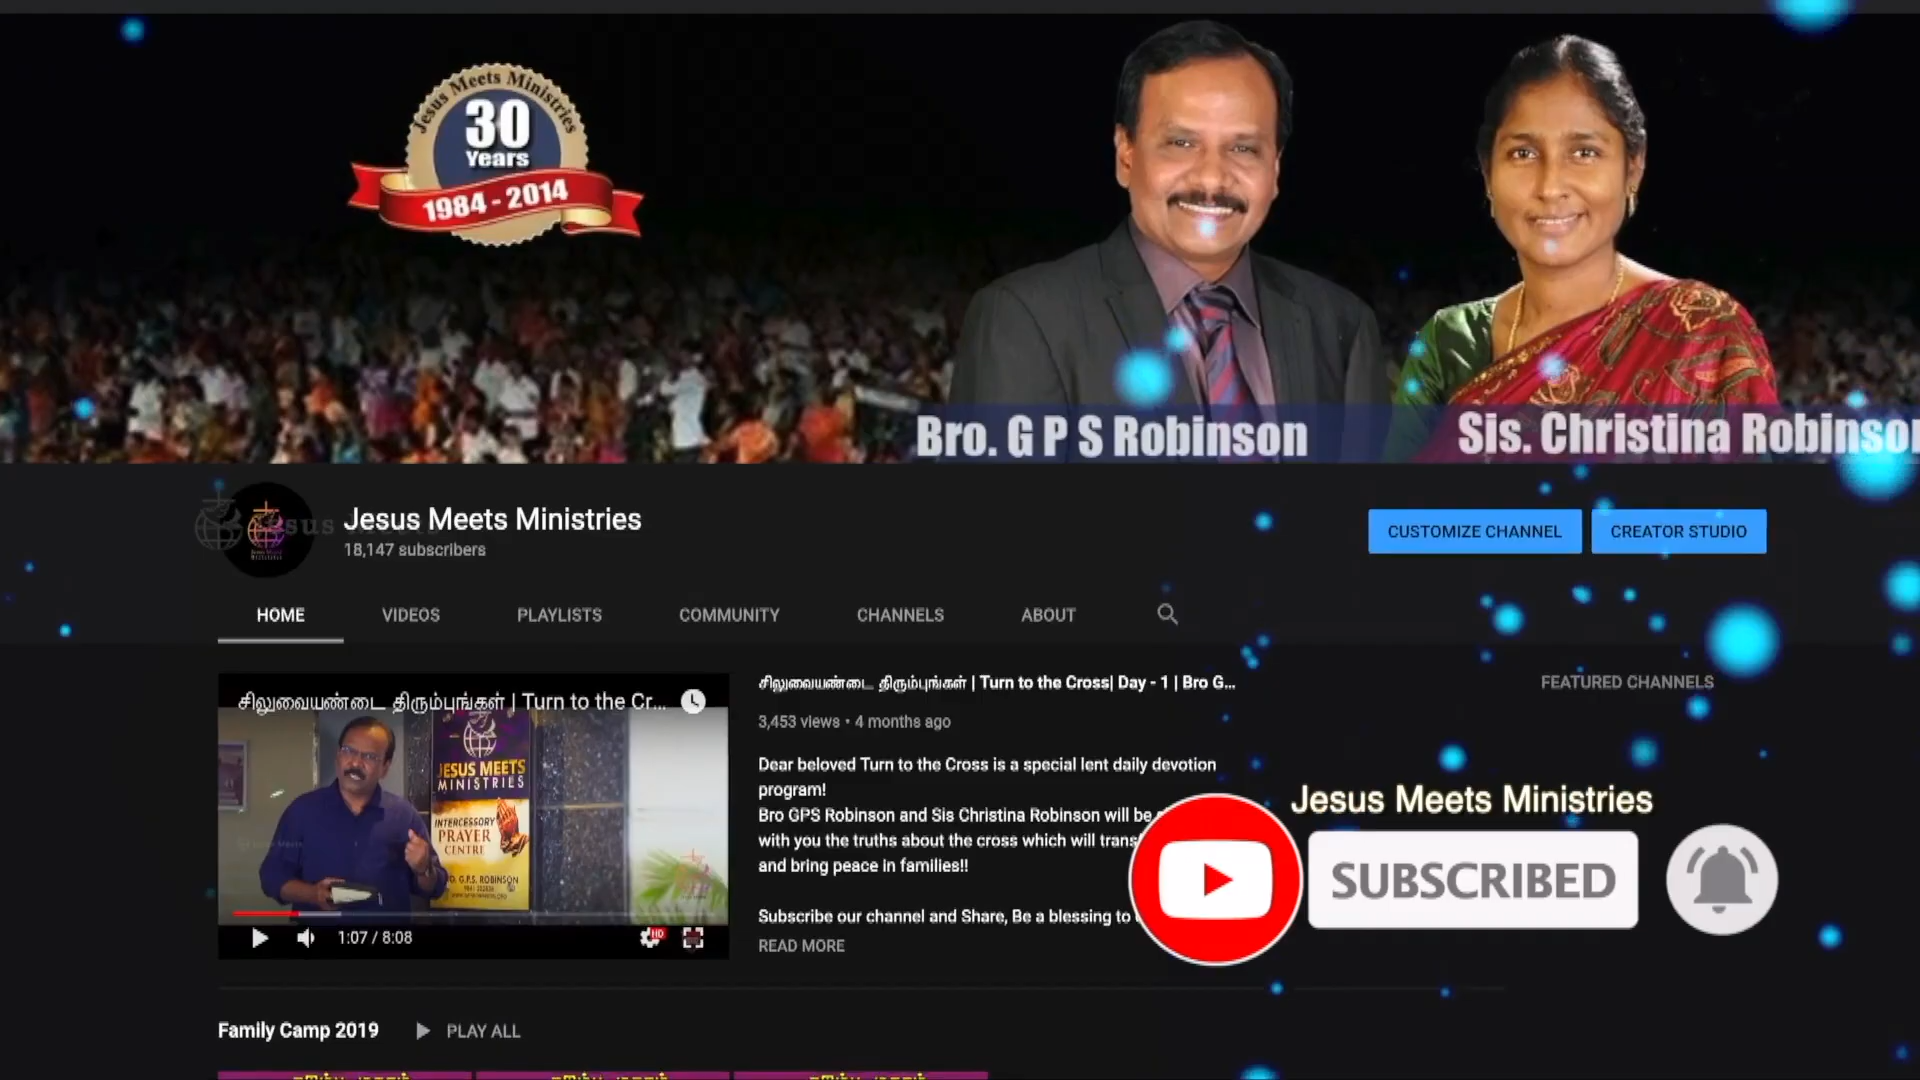 Jesus Meets Ministries
30
Years
1984 - 2014
Bro. G P S Robinson
Sis. Christina Robinson
Jesus Meets Ministries
18,147 subscribers
CUSTOMIZE CHANNEL
CREATOR STUDIO
HOME VIDEOS PLAYLISTS COMMUNITY CHANNELS ABOUT
சிலுவையண்டை திரும்புங்கள் | Turn to the Cr...
JESUS MEETS
MINISTRIES
INTERCESSORY
PRAYER
CENTRE
G.P.S. ROBINSON
1:07 / 8:08
HD
சிலுவையண்டை திரும்புங்கள் | Turn to the Cross| Day - 1 | Bro G...
3,453 views • 4 months ago
Dear beloved Turn to the Cross is a special lent daily devotion
program!
Bro GPS Robinson and Sis Christina Robinson will be
with you the truths about the cross which will trans
and bring peace in families!!
Subscribe our channel and Share, Be a blessing to
READ MORE
FEATURED CHANNELS
Jesus Meets Ministries
SUBSCRIBED
Family Camp 2019
PLAY ALL